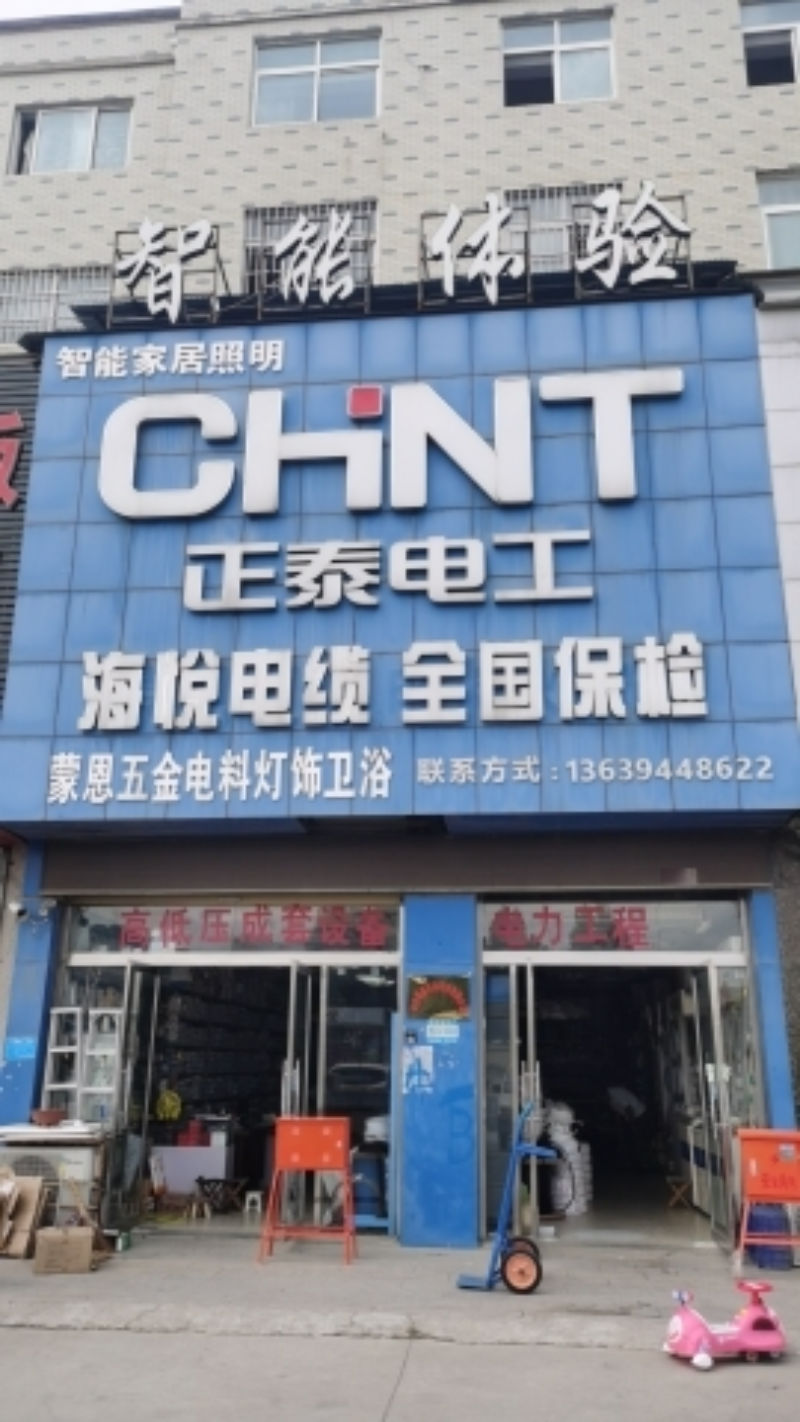 智能体验
智能家居照明
CHNT
正泰电工
海悦电缆 全国保检
蒙恩五金电料灯饰卫浴 联系方式：13639448622
高低压成套设备 电力工程